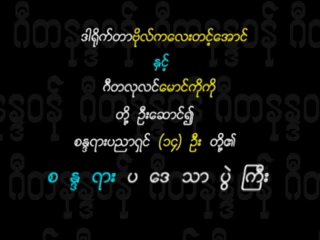 ဒါရိုက်တာဗိုလ်ကလေးတင့်အောင်
နှင့်
ဂီတလုလင်မောင်ကိုကို
တို့ ဦးဆောင်၍
စန္ဒရားပညာရှင် (၁၄) ဦး တို့၏
စ န္ဒ ရား ပ ဒေ သာ ပွဲ ကြီး